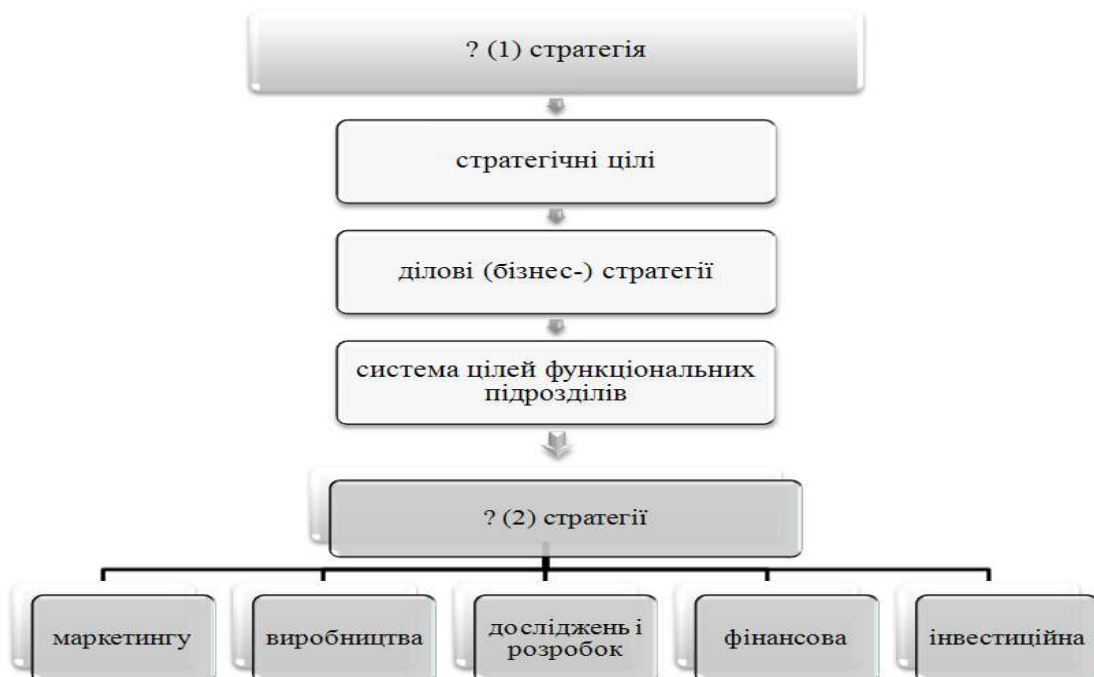 ? (1) стратегія
стратегічні цілі
ділові (бізнес-) стратегії
система цілей функціональних
підрозділів
? (2) стратегії
маркетингу
виробництва
досліджень і
розробок
фінансова
інвестиційна